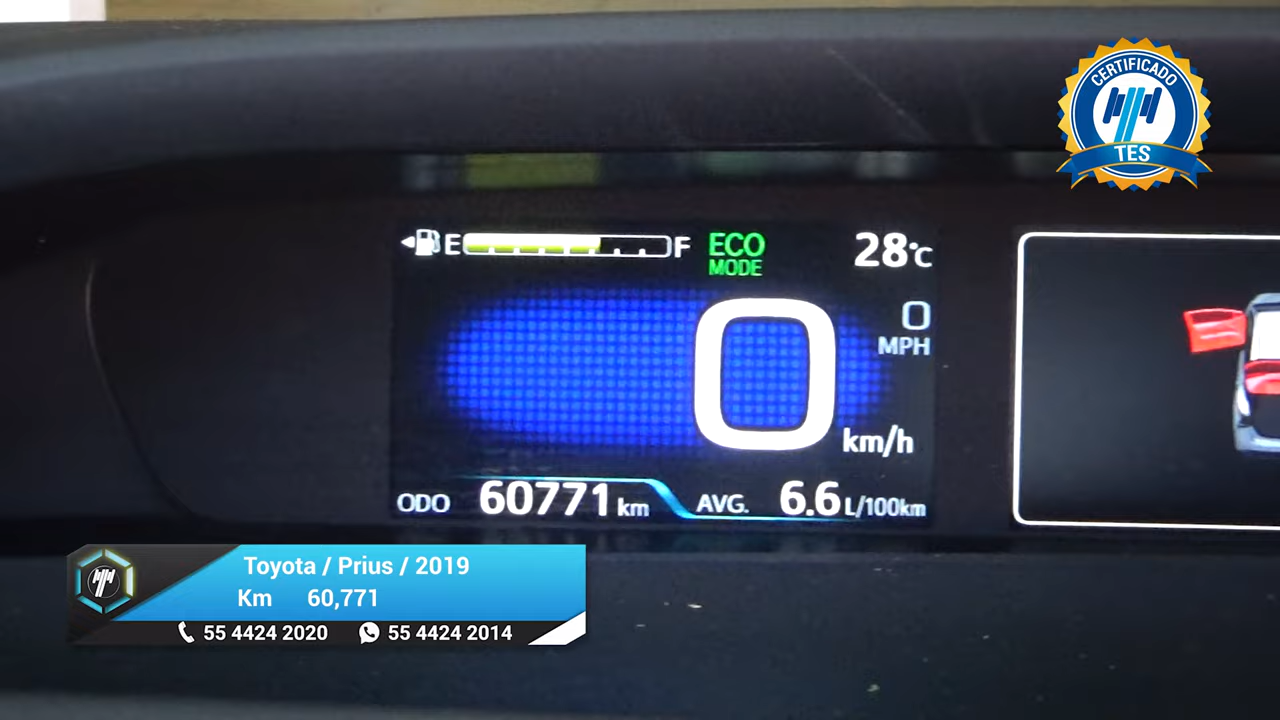 CERTIFICADO
TES
E F
ECO
MODE
28°C
0
MPH
0
km/h
ODO 60771 km
AVG. 6.6 L/100km
Toyota / Prius / 2019
Km 60,771
55 4424 2020 55 4424 2014